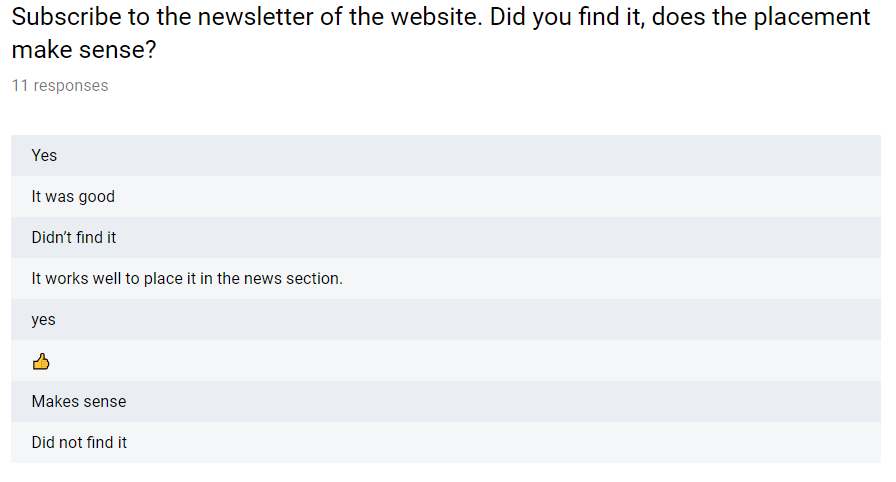 Subscribe to the newsletter of the website. Did you find it, does the placement
make sense?
11 responses
Yes
It was good
Didn’t find it
It works well to place it in the news section.
yes
👍
Makes sense
Did not find it